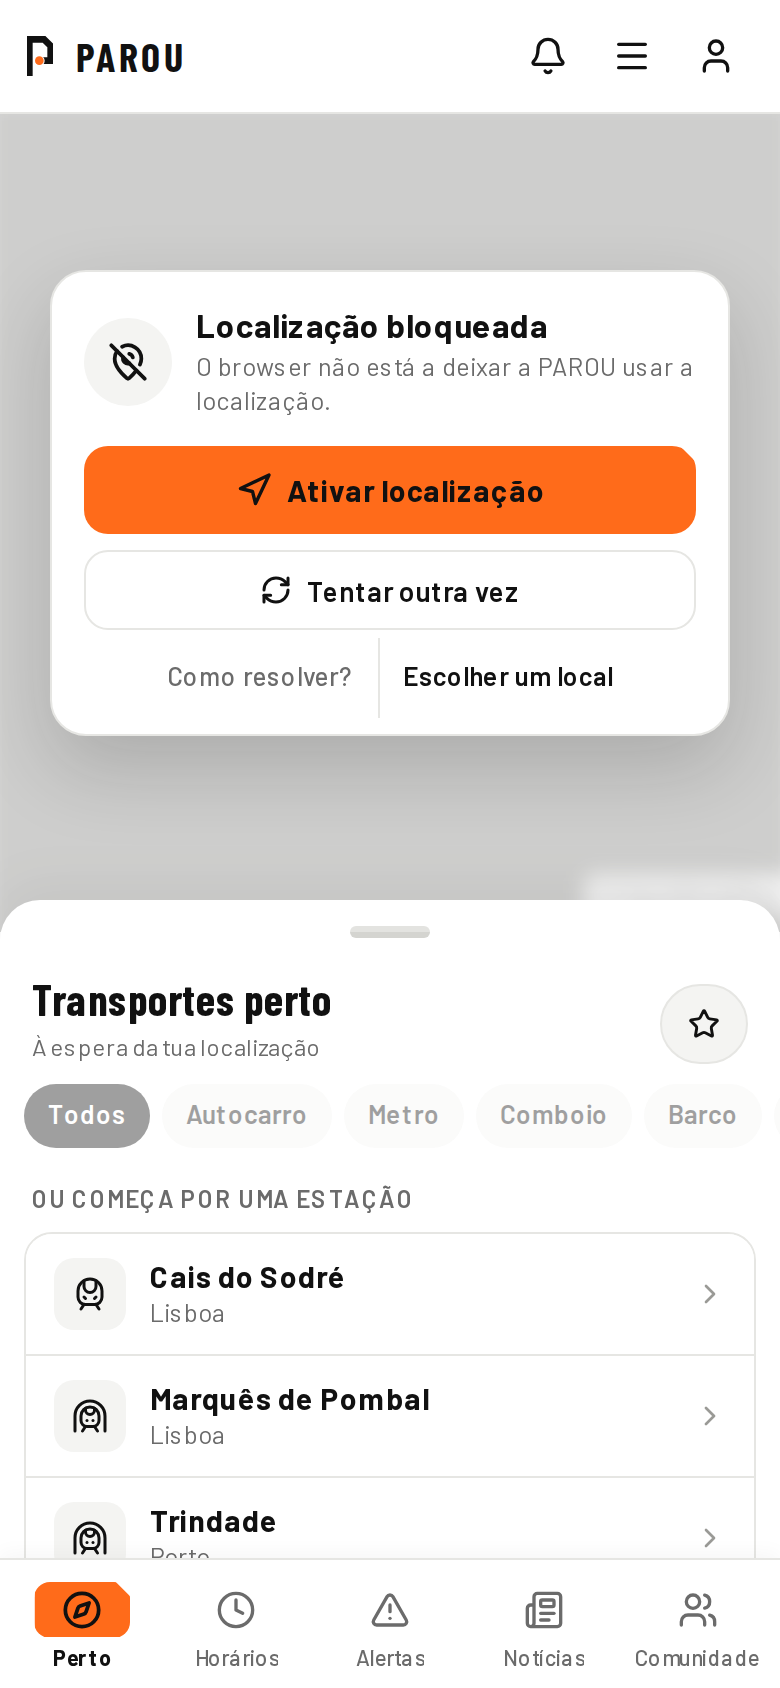 PAROU
Localização bloqueada
O browser não está a deixar a PAROU usar a
localização.
Ativar localização
Tentar outra vez
Como resolver?
Escolher um local
Transportes perto
À espera da tua localização
Todos
Autocarro
Metro
Comboio
Barco
OU COMEÇA POR UMA ESTAÇÃO
Cais do Sodré
Lisboa
Marquês de Pombal
Lisboa
Trindade
Porto
Perto
Horários
Alertas
Notícias
Comunidade